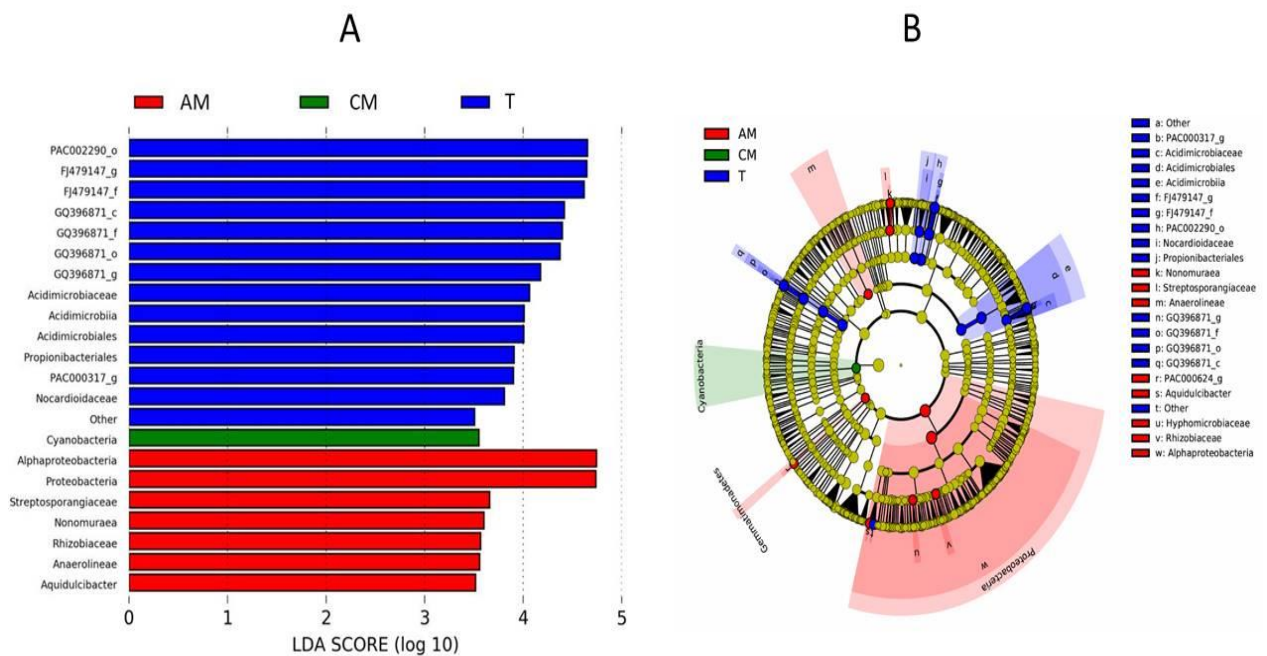 A
AM CM T
PAC002290_o
FJ479147_g
FJ479147_f
GQ396871_c
GQ396871_f
GQ396871_o
GQ396871_g
Acidimicrobiaceae
Acidimicrobiia
Acidimicrobiales
Propionibacteriales
PAC000317_g
Nocardioidaceae
Other
Cyanobacteria
Alphaproteobacteria
Proteobacteria
Streptosporangiaceae
Nonomuraea
Rhizobiaceae
Anaerolineae
Aquidulcibacter
0 1 2 3 4 5
LDA SCORE (log 10)
B
AM
CM
T
m
l
k
j
i
h
g
e
d
c
Cyanobacteria
Gemmatimonadetes
Proteobacteria
w
v
u
a: Other
b: PAC000317_g
c: Acidimicrobiaceae
d: Acidimicrobiales
e: Acidimicrobiia
f: FJ479147_g
g: FJ479147_f
h: PAC002290_o
i: Nocardioidaceae
j: Propionibacteriales
k: Nonomuraea
l: Streptosporangiaceae
m: Anaerolineae
n: GQ396871_g
o: GQ396871_f
p: GQ396871_o
q: GQ396871_c
r: PAC000624_g
s: Aquidulcibacter
t: Other
u: Hyphomicrobiaceae
v: Rhizobiaceae
w: Alphaproteobacteria